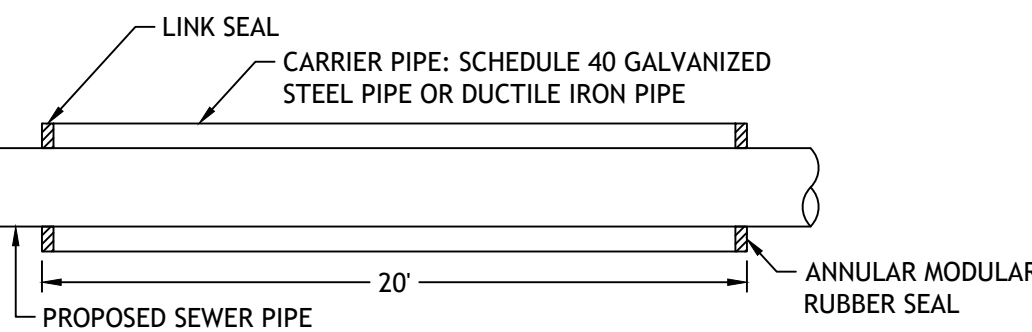 LINK SEAL
CARRIER PIPE: SCHEDULE 40 GALVANIZED
STEEL PIPE OR DUCTILE IRON PIPE
20'
ANNULAR MODULAR
RUBBER SEAL
PROPOSED SEWER PIPE